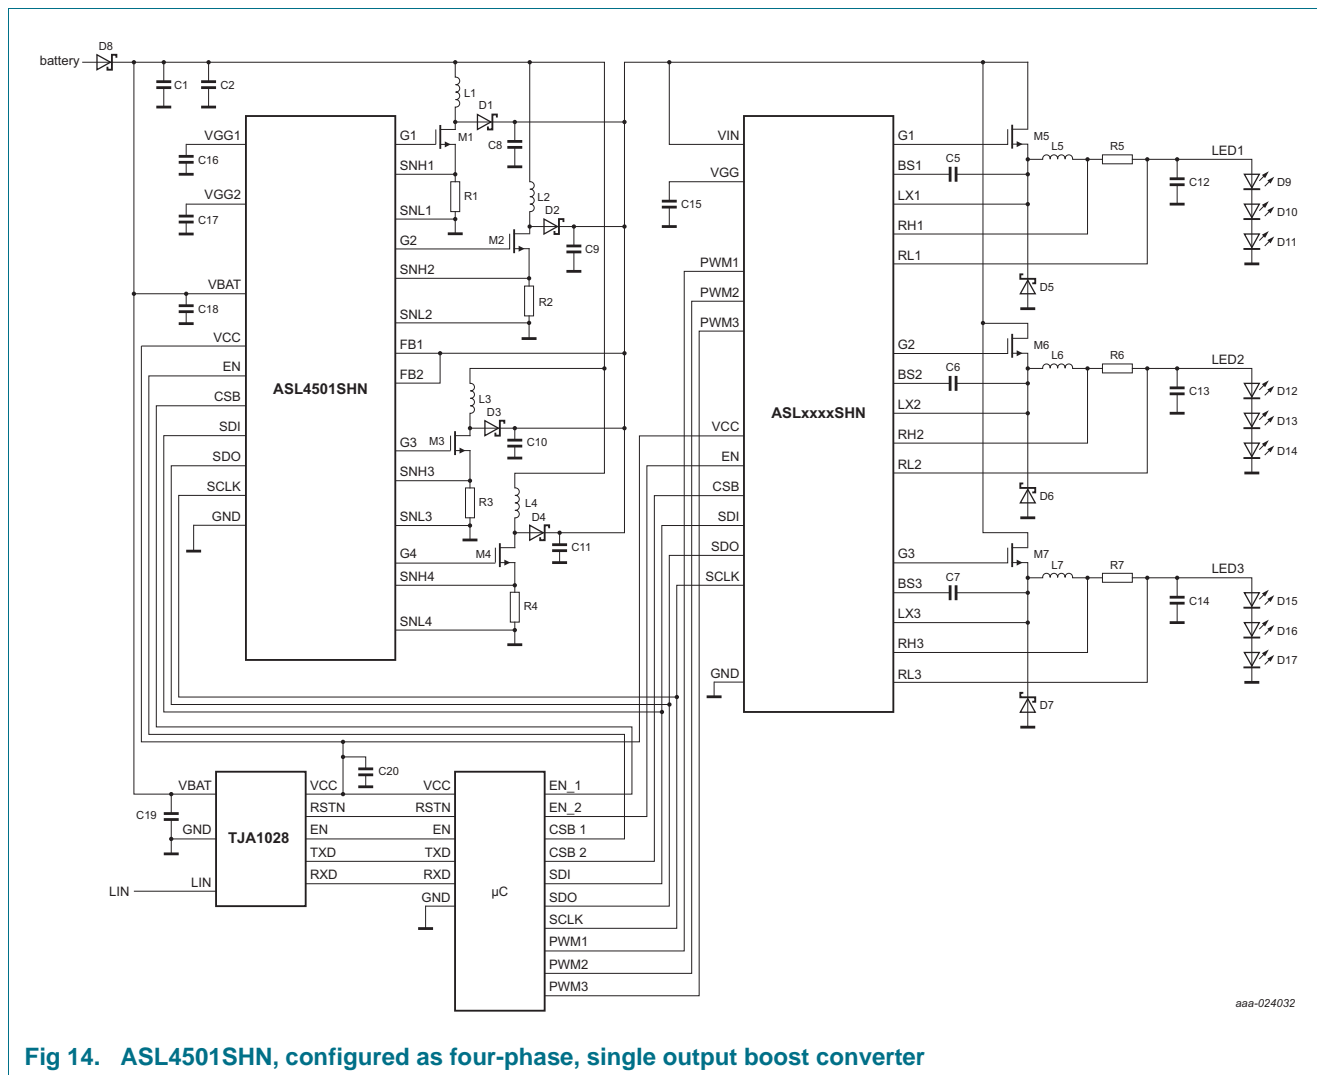 battery
D8
C1
C2
L1
D1
M1
C8
R1
L2
D2
M2
C9
R2
VGG1
C16
VGG2
C17
VBAT
C18
VCC
EN
CSB
SDI
SDO
SCLK
GND
ASL4501SHN
G1
SNH1
SNL1
G2
SNH2
SNL2
FB1
FB2
G3
SNH3
SNL3
G4
SNH4
SNL4
L3
D3
M3
C10
R3
L4
D4
M4
C11
R4
VIN
VGG
C15
PWM1
PWM2
PWM3
VCC
EN
CSB
SDI
SDO
SCLK
GND
ASLxxxxSHN
G1
BS1
LX1
RH1
RL1
G2
BS2
LX2
RH2
RL2
G3
BS3
LX3
RH3
RL3
M5
C5
L5
R5
LED1
C12
D9
D10
D11
D5
M6
C6
L6
R6
LED2
C13
D12
D13
D14
D6
M7
C7
L7
R7
LED3
C14
D15
D16
D17
D7
C20
VBAT
C19
GND
LIN
LIN
TJA1028
VCC
RSTN
EN
TXD
RXD
VCC
RSTN
EN
TXD
RXD
GND
µC
EN_1
EN_2
CSB 1
CSB 2
SDI
SDO
SCLK
PWM1
PWM2
PWM3
aaa-024032
Fig 14. ASL4501SHN, configured as four-phase, single output boost converter